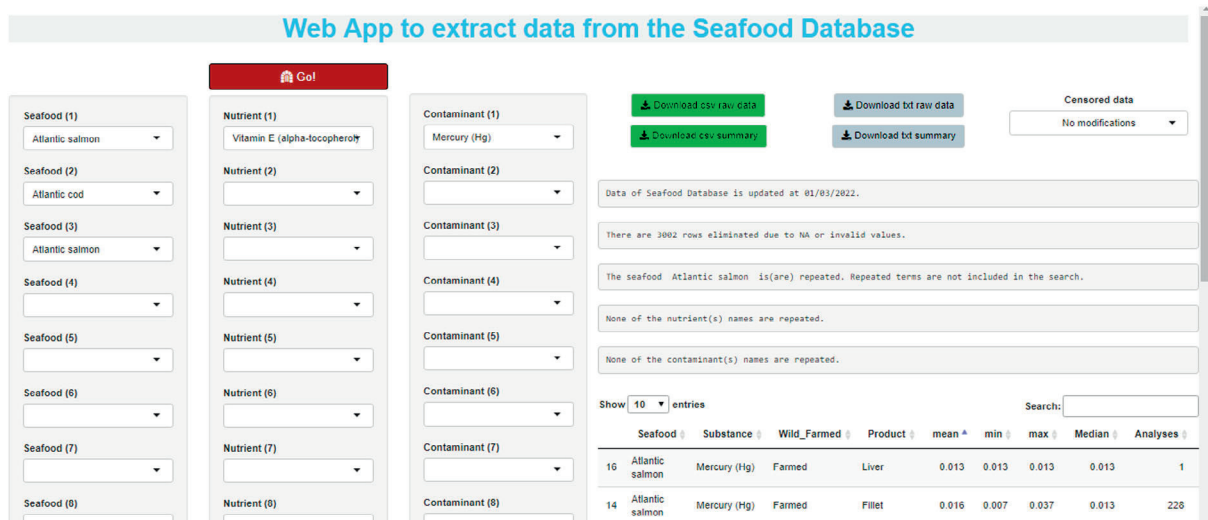 Web App to extract data from the Seafood Database
Go!
Seafood (1)
Atlantic salmon
Seafood (2)
Atlantic cod
Seafood (3)
Atlantic salmon
Seafood (4)
Seafood (5)
Seafood (6)
Seafood (7)
Seafood (8)
Nutrient (1)
Vitamin E (alpha-tocopherol)
Nutrient (2)
Nutrient (3)
Nutrient (4)
Nutrient (5)
Nutrient (6)
Nutrient (7)
Nutrient (8)
Contaminant (1)
Mercury (Hg)
Contaminant (2)
Contaminant (3)
Contaminant (4)
Contaminant (5)
Contaminant (6)
Contaminant (7)
Contaminant (8)
Download csv raw data
Download txt raw data
Download csv summary
Download txt summary
Censored data
No modifications
Data of Seafood Database is updated at 01/03/2022.
There are 3002 rows eliminated due to NA or invalid values.
The seafood Atlantic salmon is(are) repeated. Repeated terms are not included in the search.
None of the nutrient(s) names are repeated.
None of the contaminant(s) names are repeated.
Show 10 entries
Search:
Seafood Substance Wild_Farmed Product mean min max Median Analyses
16 Atlantic salmon Mercury (Hg) Farmed Liver 0.013 0.013 0.013 0.013 1
14 Atlantic salmon Mercury (Hg) Farmed Fillet 0.016 0.007 0.037 0.013 228